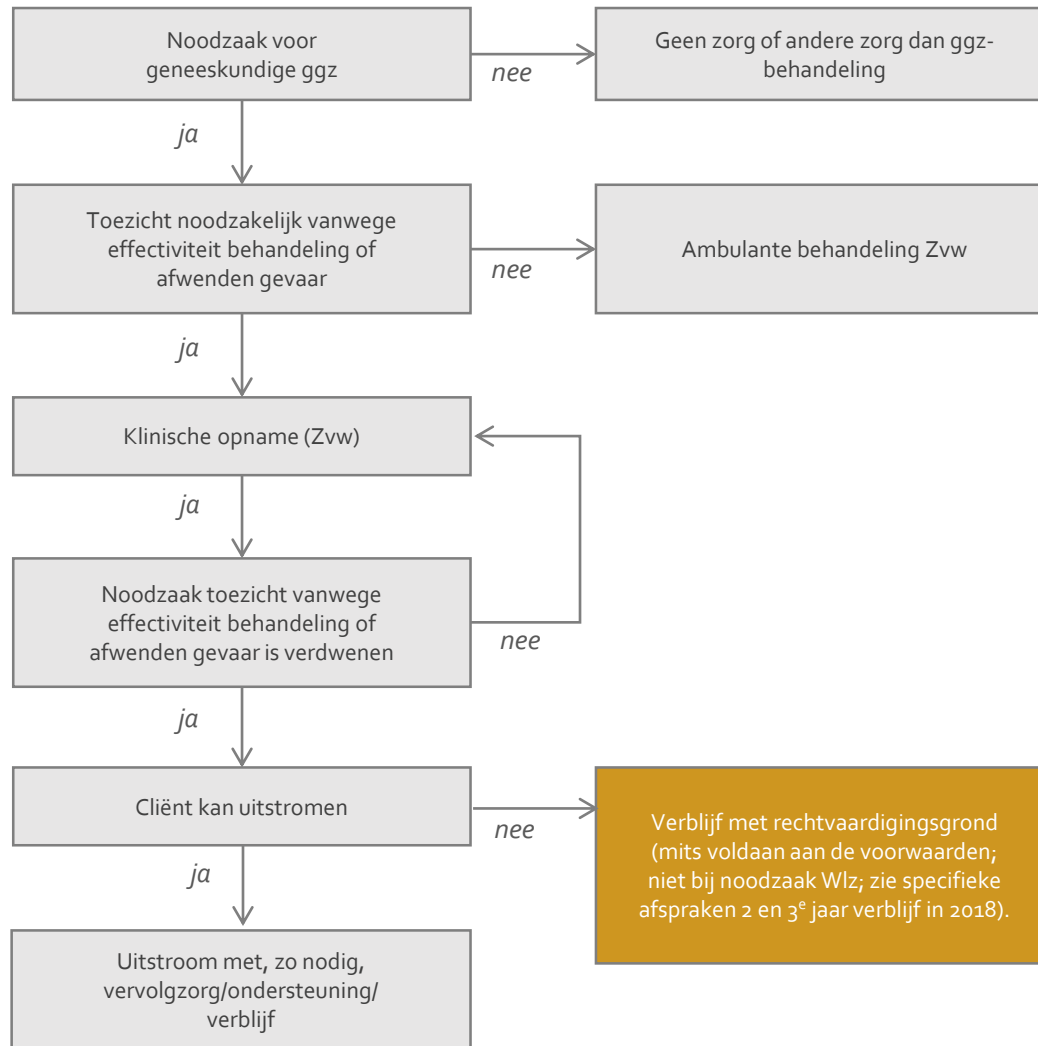 Noodzaak voor
geneeskundige ggz
nee
Geen zorg of andere zorg dan ggz-
behandeling
ja
Toezicht noodzakelijk vanwege
effectiviteit behandeling of
afwenden gevaar
nee
Ambulante behandeling Zvw
ja
Klinische opname (Zvw)
ja
Noodzaak toezicht vanwege
effectiviteit behandeling of
afwenden gevaar is verdwenen
nee
ja
Cliënt kan uitstromen
nee
Verblijf met rechtvaardigingsgrond
(mits voldaan aan de voorwaarden;
niet bij noodzaak Wlz; zie specifieke
afspraken 2 en 3e jaar verblijf in 2018).
ja
Uitstroom met, zo nodig,
vervolgzorg/ondersteuning/
verblijf